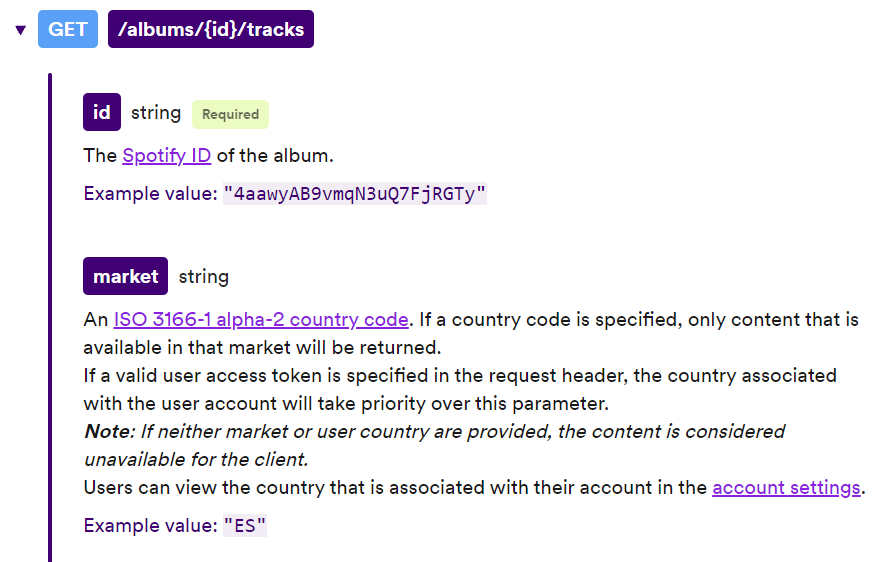 GET /albums/{id}/tracks
id string Required
The Spotify ID of the album.
Example value: "4aawyAB9vmqN3uQ7FjRGTy"
market string
An ISO 3166-1 alpha-2 country code. If a country code is specified, only content that is
available in that market will be returned.
If a valid user access token is specified in the request header, the country associated
with the user account will take priority over this parameter.
Note: If neither market or user country are provided, the content is considered
unavailable for the client.
Users can view the country that is associated with their account in the account settings.
Example value: "ES"